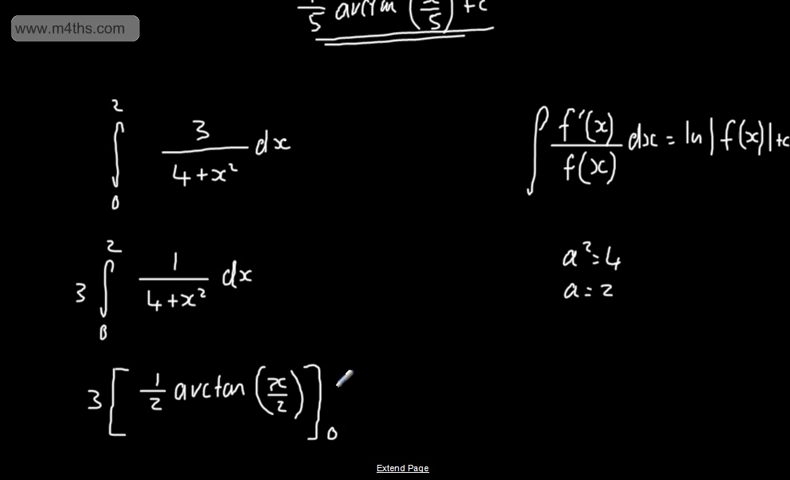 www.m4ths.com
1/5 arctan (x/5) + c
∫₀² 3/(4+x²) dx
∫ f'(x)/f(x) dx = ln|f(x)|+c
3 ∫₀² 1/(4+x²) dx
a²=4
a=2
3 [ 1/2 arctan (x/2) ]₀
Extend Page